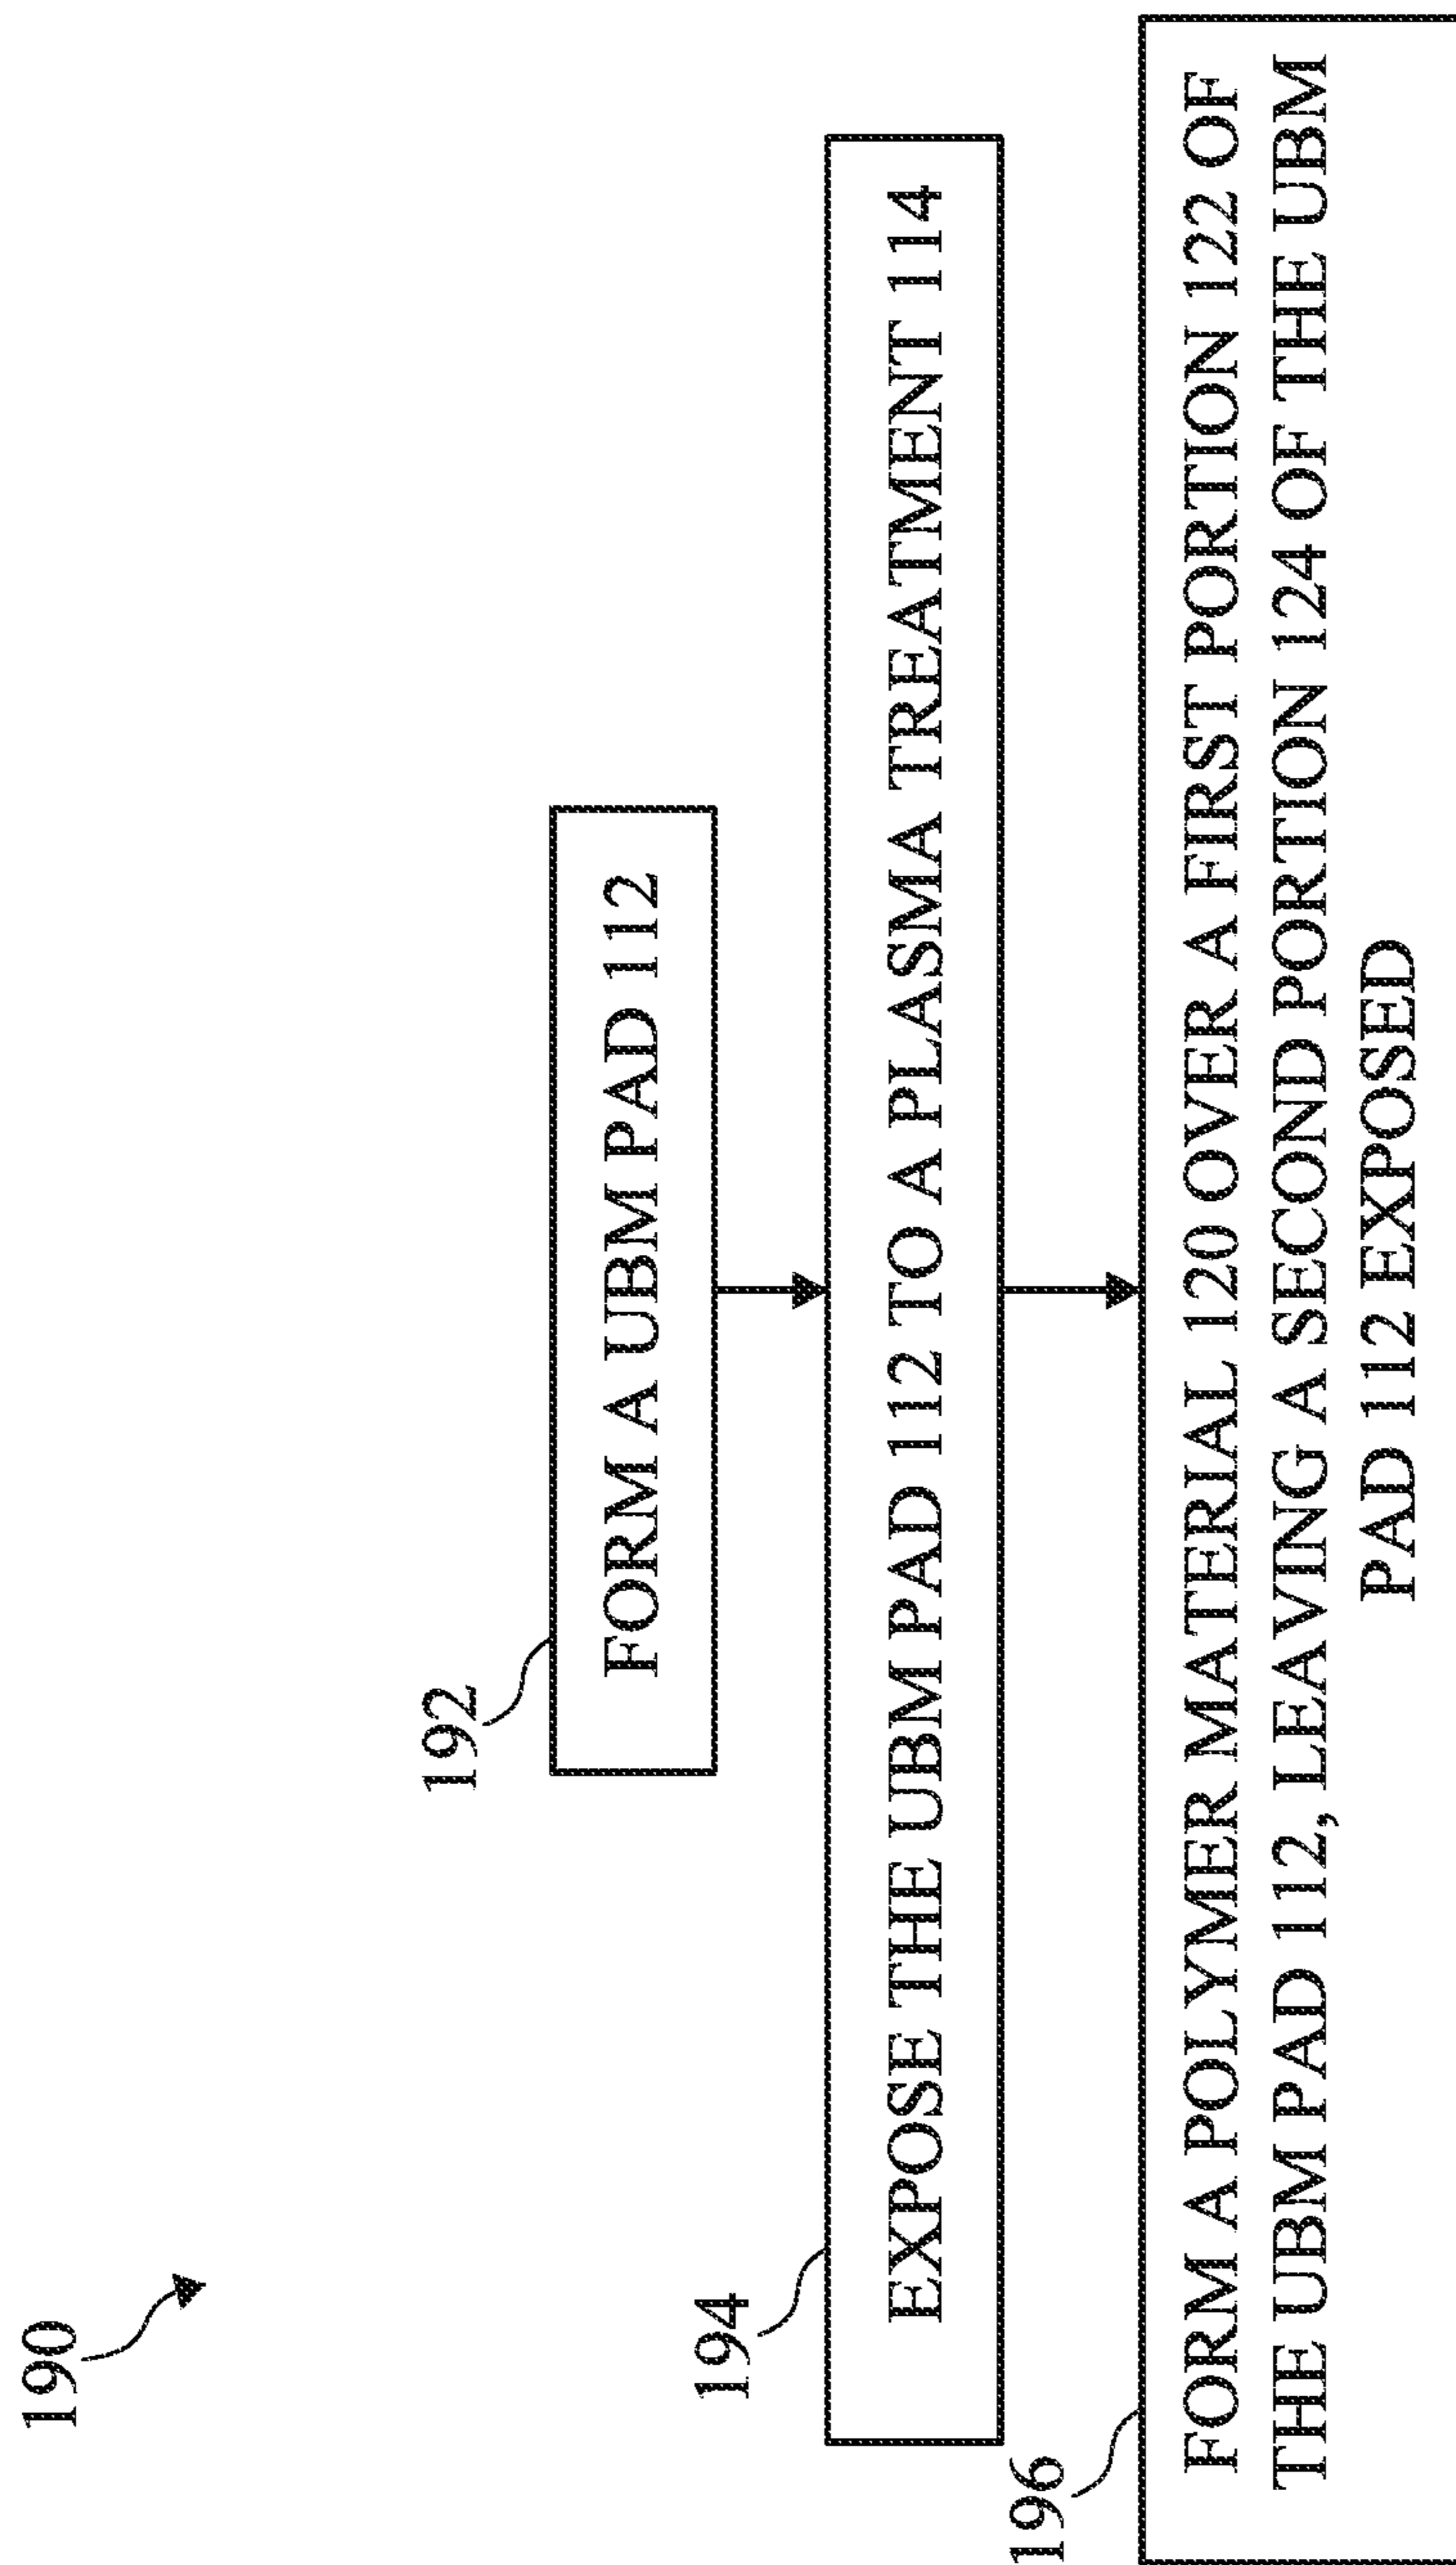 190
192
FORM A UBM PAD 112
194
EXPOSE THE UBM PAD 112 TO A PLASMA TREATMENT 114
196
FORM A POLYMER MATERIAL 120 OVER A FIRST PORTION 122 OF
THE UBM PAD 112, LEAVING A SECOND PORTION 124 OF THE UBM
PAD 112 EXPOSED